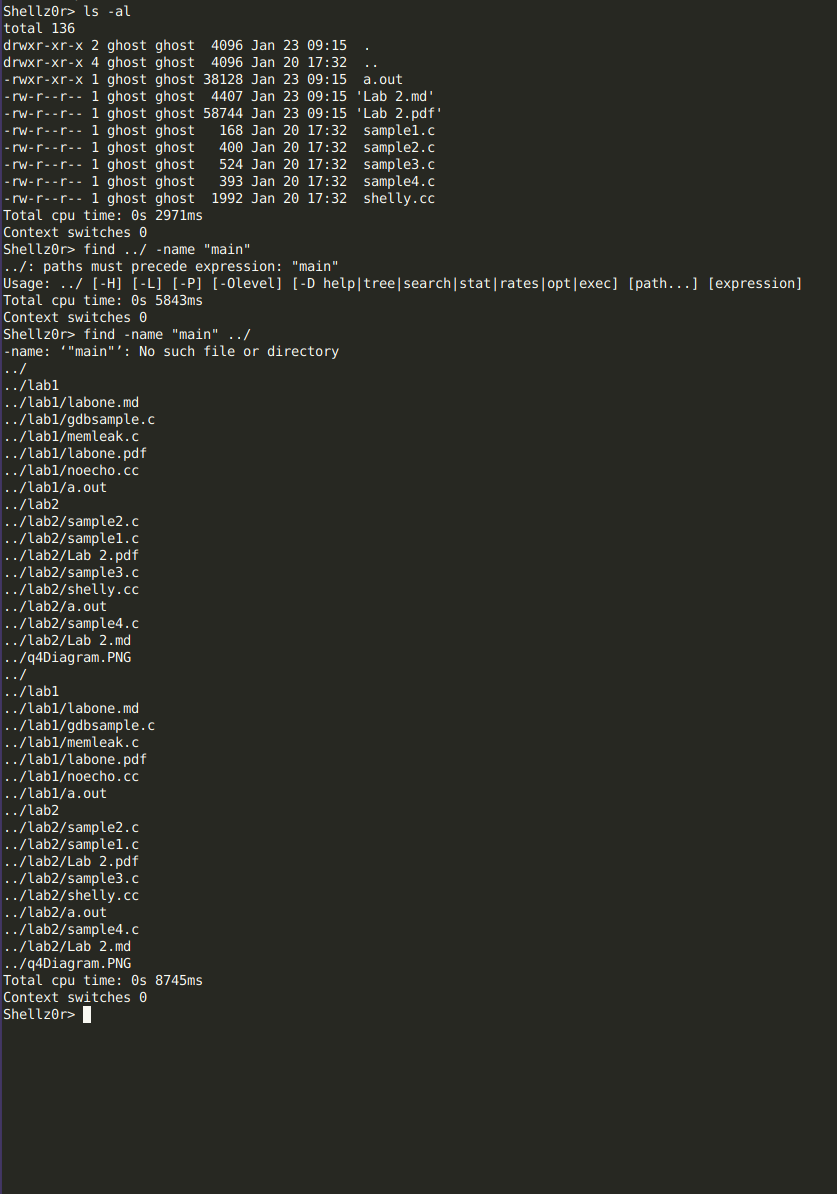 Shellz0r> ls -al
total 136
drwxr-xr-x 2 ghost ghost  4096 Jan 23 09:15  .
drwxr-xr-x 4 ghost ghost  4096 Jan 20 17:32  ..
-rwxr-xr-x 1 ghost ghost 38128 Jan 23 09:15  a.out
-rw-r--r-- 1 ghost ghost  4407 Jan 23 09:15 'Lab 2.md'
-rw-r--r-- 1 ghost ghost 58744 Jan 23 09:15 'Lab 2.pdf'
-rw-r--r-- 1 ghost ghost   168 Jan 20 17:32  sample1.c
-rw-r--r-- 1 ghost ghost   400 Jan 20 17:32  sample2.c
-rw-r--r-- 1 ghost ghost   524 Jan 20 17:32  sample3.c
-rw-r--r-- 1 ghost ghost   393 Jan 20 17:32  sample4.c
-rw-r--r-- 1 ghost ghost  1992 Jan 20 17:32  shelly.cc
Total cpu time: 0s 2971ms
Context switches 0
Shellz0r> find ../ -name "main"
../: paths must precede expression: "main"
Usage: ../ [-H] [-L] [-P] [-Olevel] [-D help|tree|search|stat|rates|opt|exec] [path...] [expression]
Total cpu time: 0s 5843ms
Context switches 0
Shellz0r> find -name "main" ../
-name: ‘"main"’: No such file or directory
../
../lab1
../lab1/labone.md
../lab1/gdbsample.c
../lab1/memleak.c
../lab1/labone.pdf
../lab1/noecho.cc
../lab1/a.out
../lab2
../lab2/sample2.c
../lab2/sample1.c
../lab2/Lab 2.pdf
../lab2/sample3.c
../lab2/shelly.cc
../lab2/a.out
../lab2/sample4.c
../lab2/Lab 2.md
../q4Diagram.PNG
../
../lab1
../lab1/labone.md
../lab1/gdbsample.c
../lab1/memleak.c
../lab1/labone.pdf
../lab1/noecho.cc
../lab1/a.out
../lab2
../lab2/sample2.c
../lab2/sample1.c
../lab2/Lab 2.pdf
../lab2/sample3.c
../lab2/shelly.cc
../lab2/a.out
../lab2/sample4.c
../lab2/Lab 2.md
../q4Diagram.PNG
Total cpu time: 0s 8745ms
Context switches 0
Shellz0r>